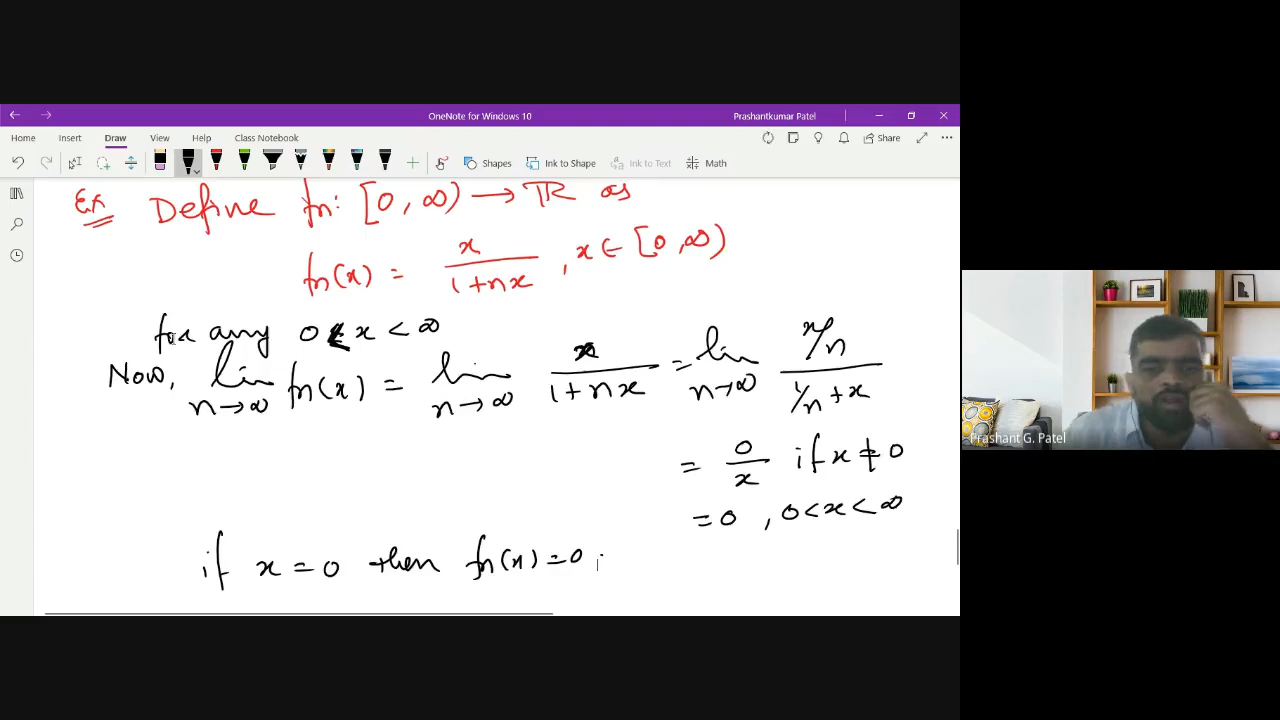 OneNote for Windows 10
Prashantkumar Patel
Home Insert Draw View Help Class Notebook
Share
Shapes Ink to Shape Ink to Text Math
Ex Define fn: [0, ∞) → ℝ as
fn(x) = x/(1+nx), x ∈ [0, ∞)
for any 0 < x < ∞
Now, lim n→∞ fn(x) = lim n→∞ x/(1+nx) = lim n→∞ (x/n)/(1/n + x)
= 0/x if x ≠ 0
= 0, 0 < x < ∞
if x = 0 then fn(x) = 0
Prashant G. Patel